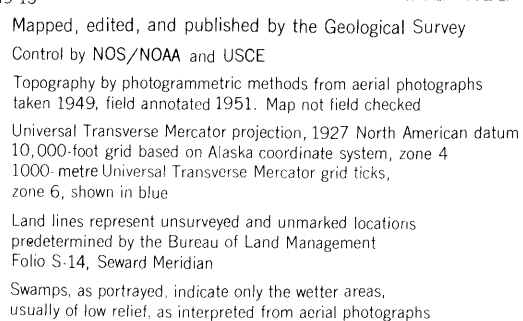 Mapped, edited, and published by the Geological Survey
Control by NOS/NOAA and USCE
Topography by photogrammetric methods from aerial photographs
taken 1949, field annotated 1951. Map not field checked
Universal Transverse Mercator projection, 1927 North American datum
10,000-foot grid based on Alaska coordinate system, zone 4
1000-metre Universal Transverse Mercator grid ticks,
zone 6, shown in blue
Land lines represent unsurveyed and unmarked locations
predetermined by the Bureau of Land Management
Folio S-14, Seward Meridian
Swamps, as portrayed, indicate only the wetter areas,
usually of low relief, as interpreted from aerial photographs